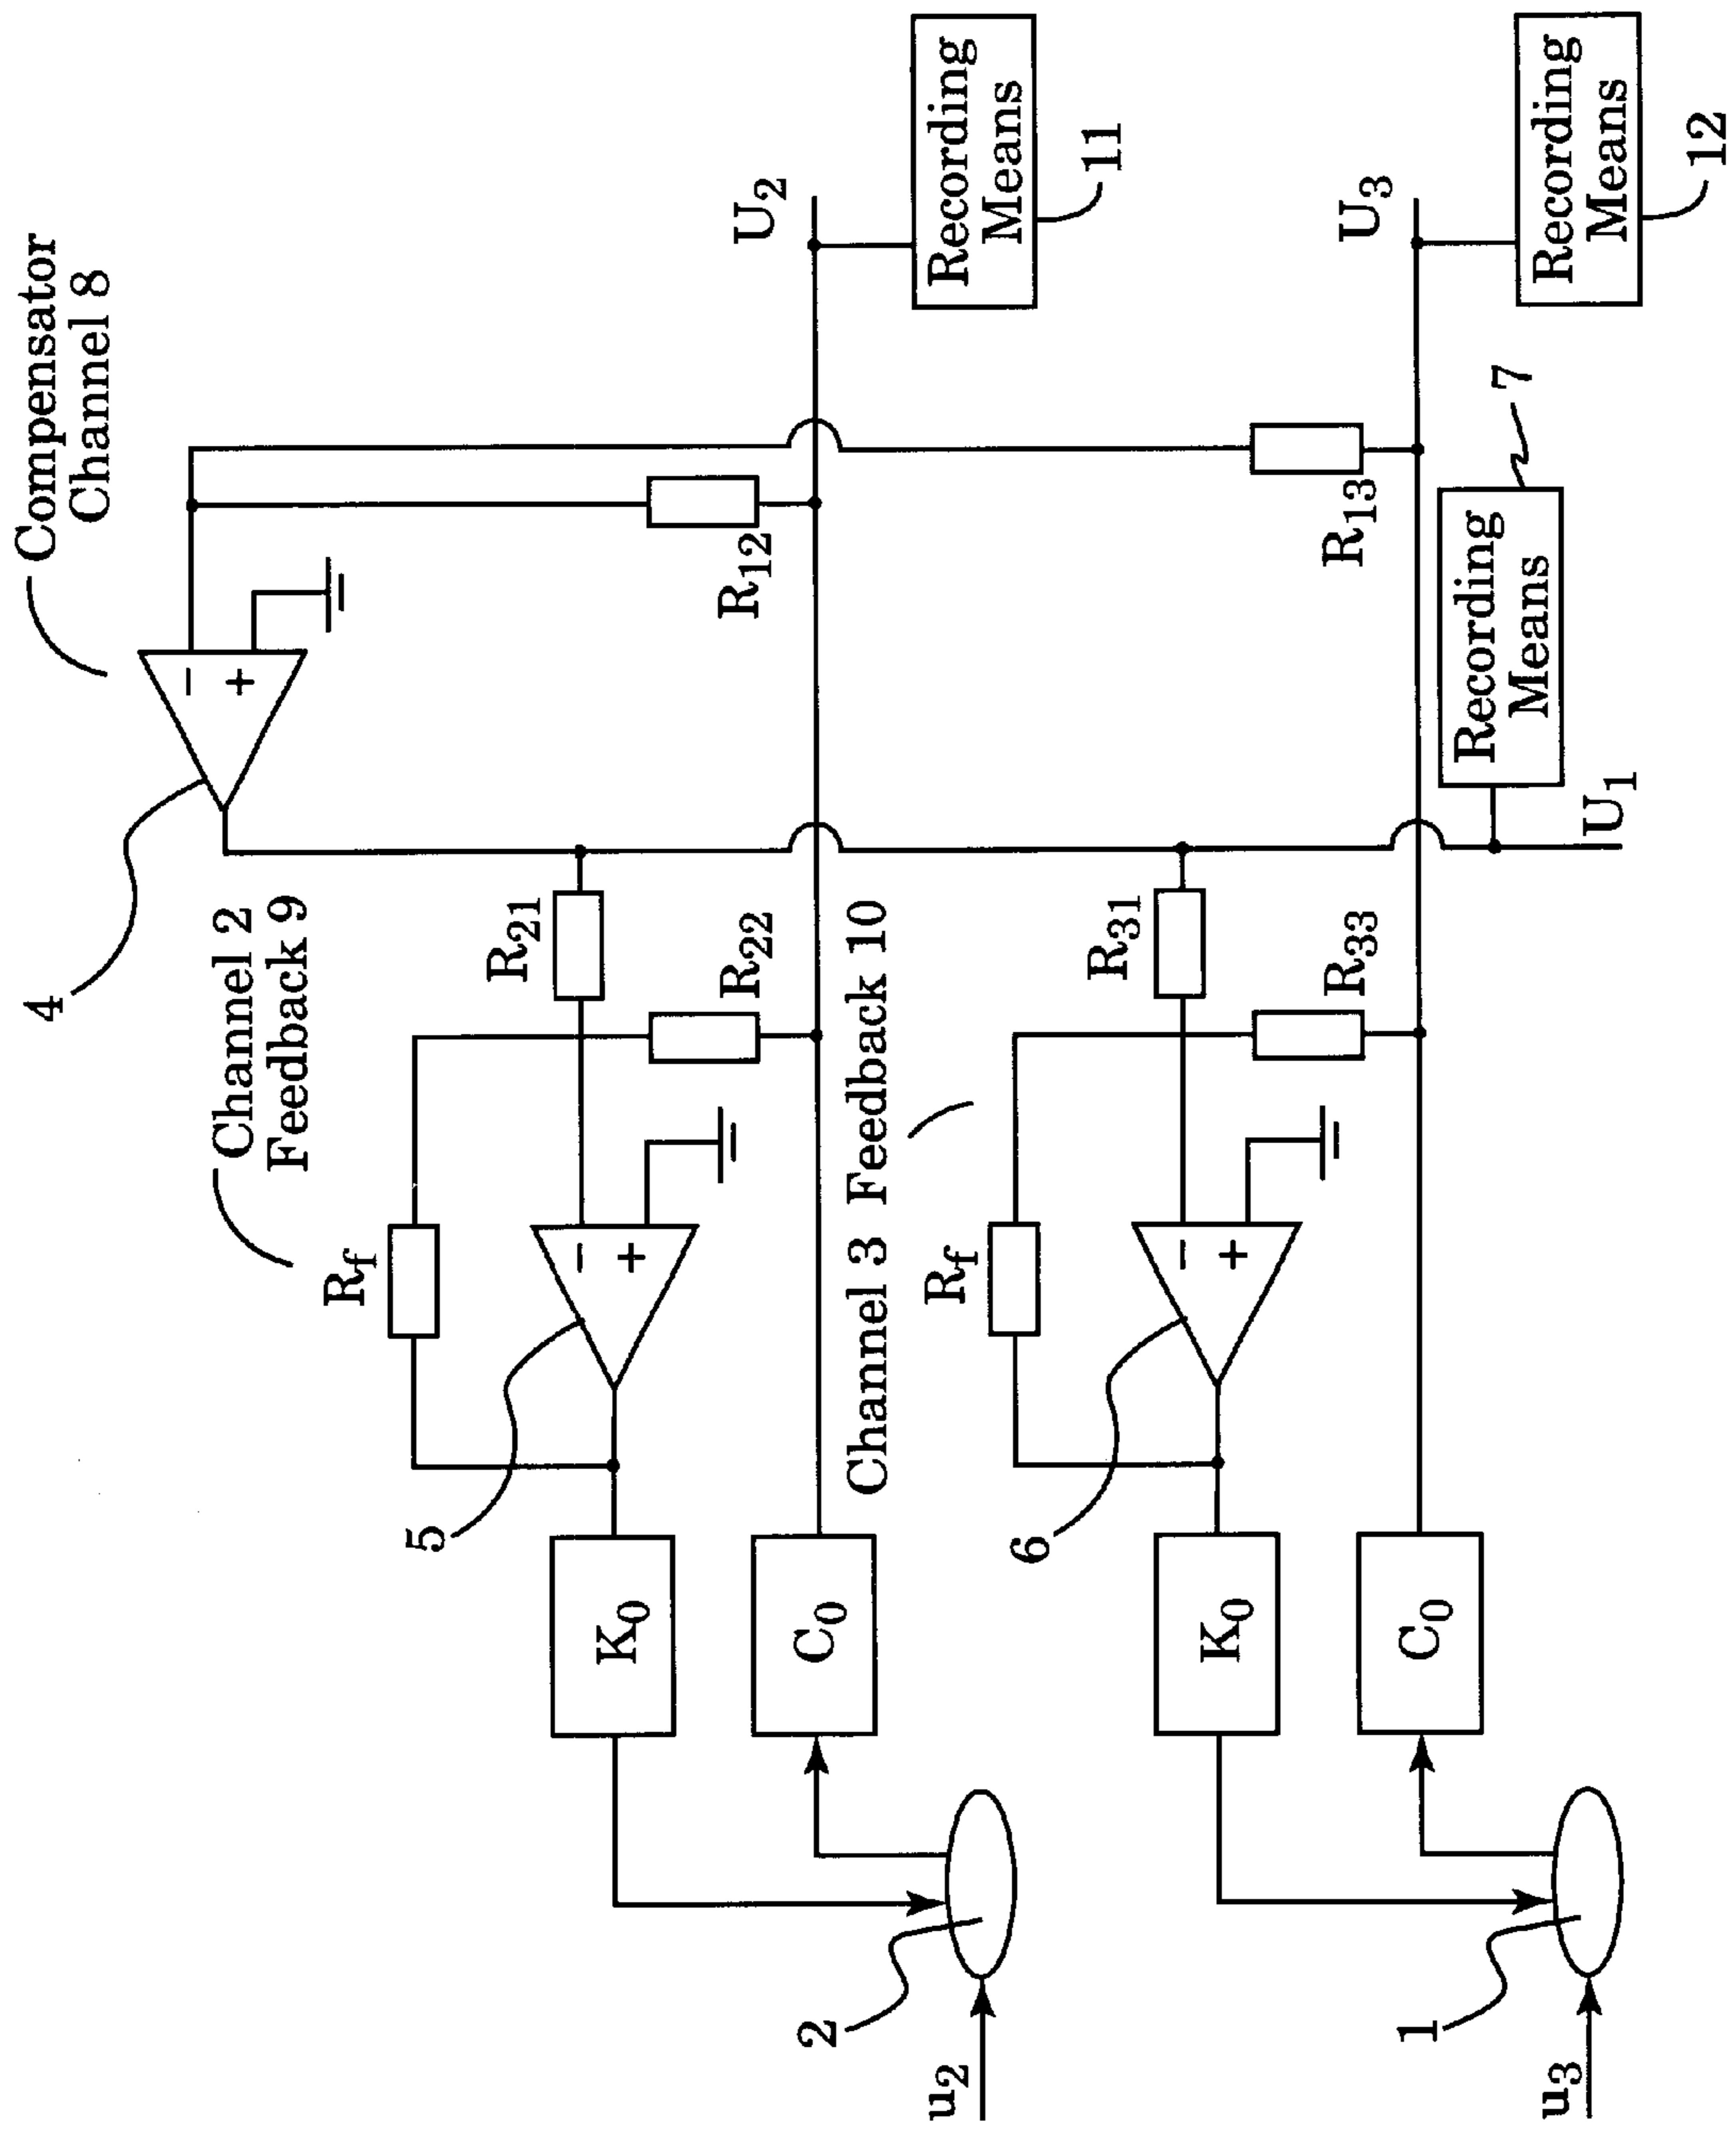 Compensator
Channel 8
4
Channel 2
Feedback 9
−
+
R12
R21
R22
Rf
5
−
+
K0
C0
U2
Recording
Means
11
2
u2
Channel 3 Feedback 10
R13
R31
R33
Rf
6
−
+
K0
C0
U3
Recording
Means
12
Recording
Means
7
U1
1
u3